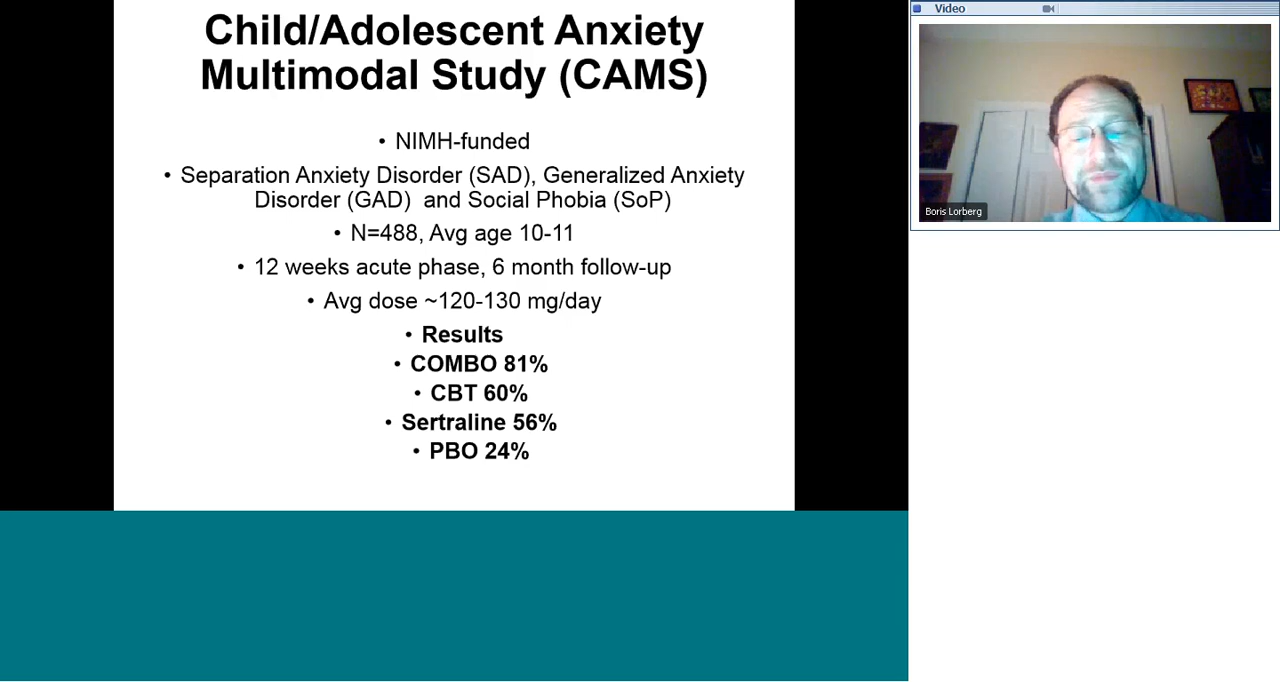 Child/Adolescent Anxiety
Multimodal Study (CAMS)
• NIMH-funded
• Separation Anxiety Disorder (SAD), Generalized Anxiety
Disorder (GAD) and Social Phobia (SoP)
• N=488, Avg age 10-11
• 12 weeks acute phase, 6 month follow-up
• Avg dose ~120-130 mg/day
• Results
• COMBO 81%
• CBT 60%
• Sertraline 56%
• PBO 24%
Video
Boris Lorberg